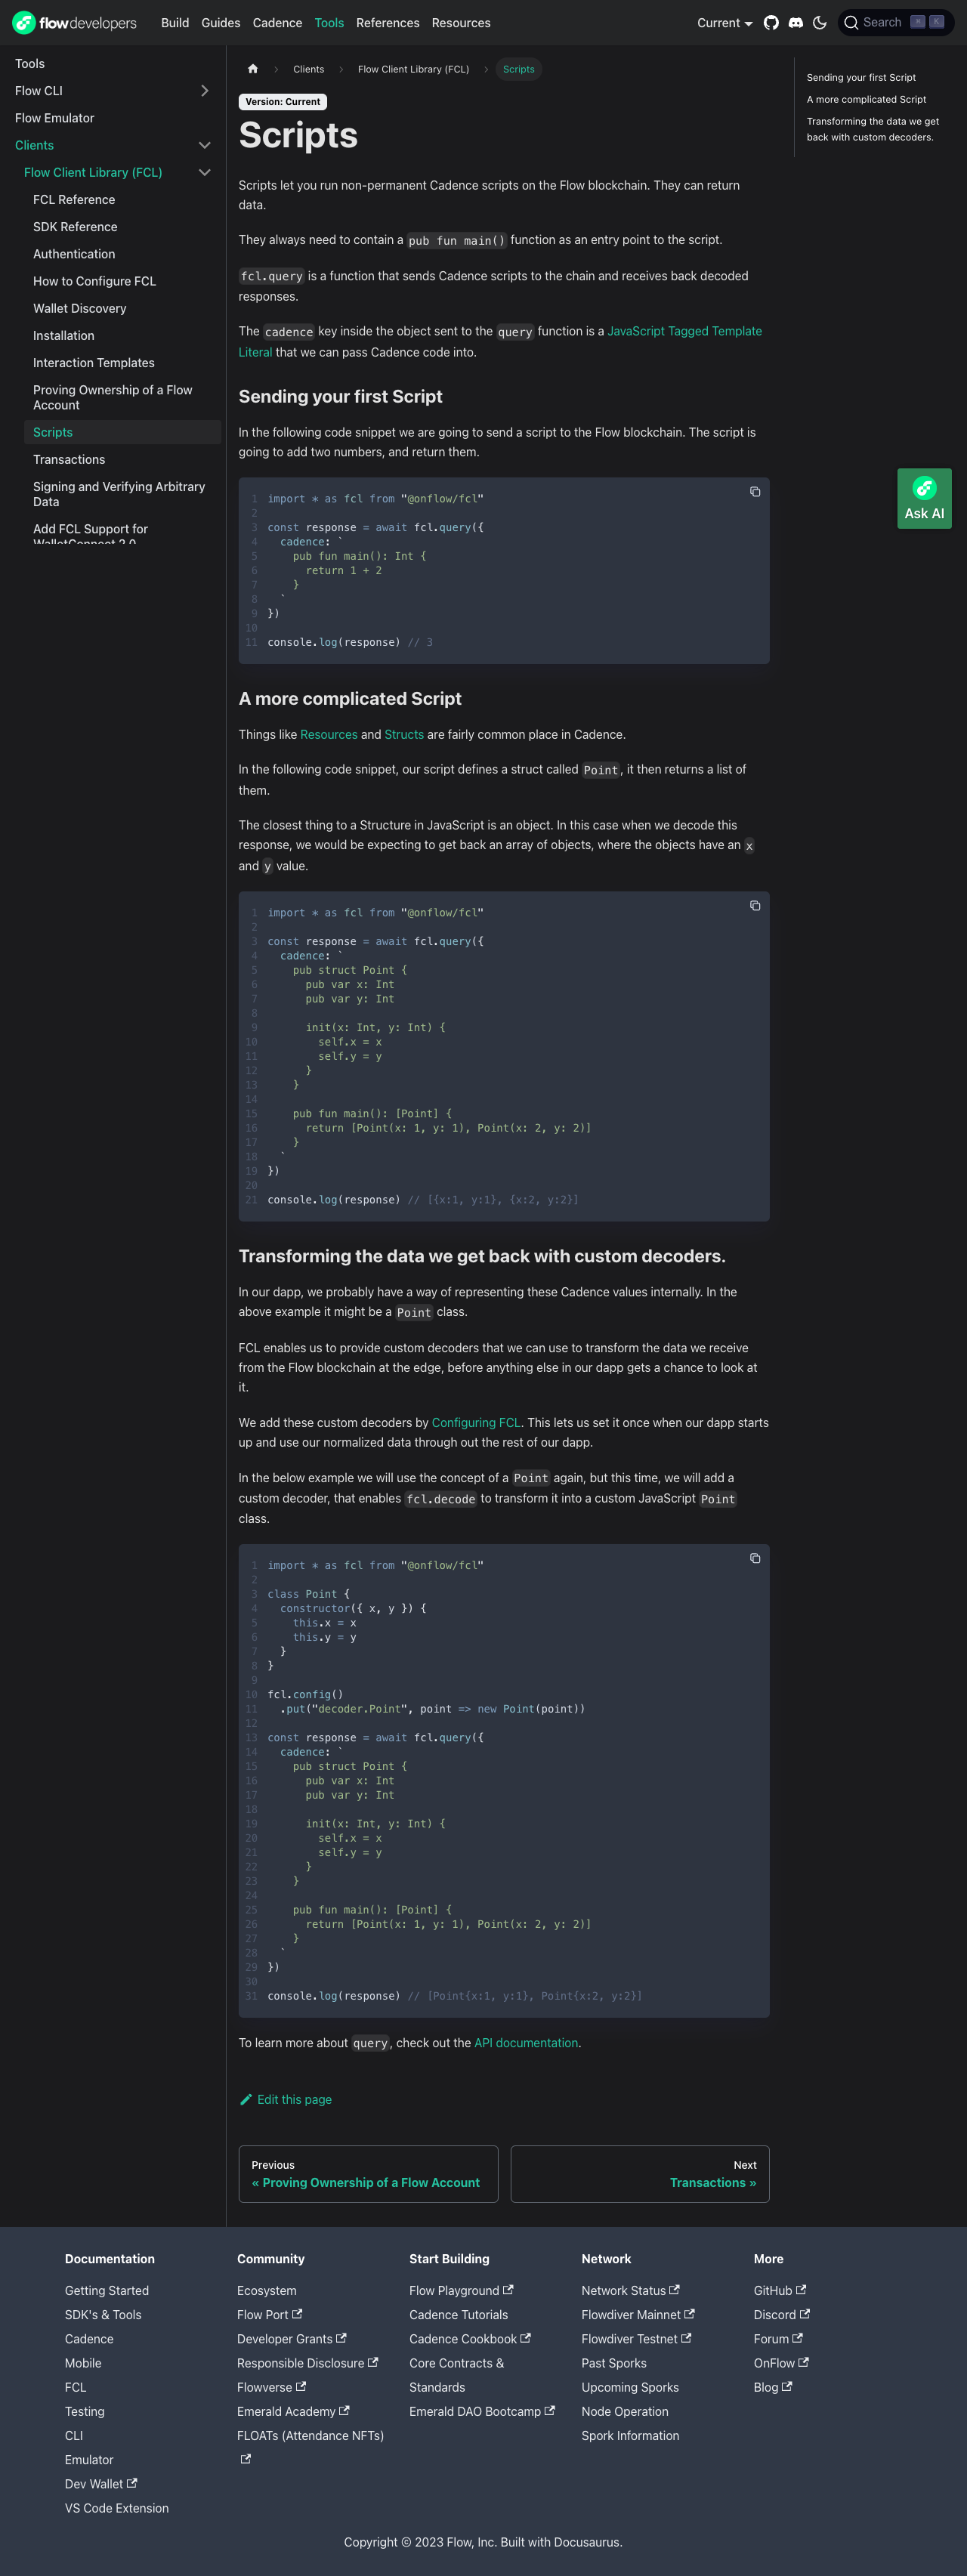 flow developers
Build Guides Cadence Tools References Resources
Current
Search ⌘ K
Tools
Flow CLI
Flow Emulator
Clients
Flow Client Library (FCL)
FCL Reference
SDK Reference
Authentication
How to Configure FCL
Wallet Discovery
Installation
Interaction Templates
Proving Ownership of a Flow
Account
Scripts
Transactions
Signing and Verifying Arbitrary
Data
Add FCL Support for
WalletConnect 2.0
Clients > Flow Client Library (FCL) > Scripts
Version: Current
Scripts
Scripts let you run non-permanent Cadence scripts on the Flow blockchain. They can return
data.
They always need to contain a pub fun main() function as an entry point to the script.
fcl.query is a function that sends Cadence scripts to the chain and receives back decoded
responses.
The cadence key inside the object sent to the query function is a JavaScript Tagged Template
Literal that we can pass Cadence code into.
Sending your first Script
In the following code snippet we are going to send a script to the Flow blockchain. The script is
going to add two numbers, and return them.
1 import * as fcl from "@onflow/fcl"
2
3 const response = await fcl.query({
4   cadence: `
5     pub fun main(): Int {
6       return 1 + 2
7     }
8   `
9 })
10
11 console.log(response) // 3
A more complicated Script
Things like Resources and Structs are fairly common place in Cadence.
In the following code snippet, our script defines a struct called Point, it then returns a list of
them.
The closest thing to a Structure in JavaScript is an object. In this case when we decode this
response, we would be expecting to get back an array of objects, where the objects have an x
and y value.
1 import * as fcl from "@onflow/fcl"
2
3 const response = await fcl.query({
4   cadence: `
5     pub struct Point {
6       pub var x: Int
7       pub var y: Int
8
9       init(x: Int, y: Int) {
10         self.x = x
11         self.y = y
12       }
13     }
14
15     pub fun main(): [Point] {
16       return [Point(x: 1, y: 1), Point(x: 2, y: 2)]
17     }
18   `
19 })
20
21 console.log(response) // [{x:1, y:1}, {x:2, y:2}]
Transforming the data we get back with custom decoders.
In our dapp, we probably have a way of representing these Cadence values internally. In the
above example it might be a Point class.
FCL enables us to provide custom decoders that we can use to transform the data we receive
from the Flow blockchain at the edge, before anything else in our dapp gets a chance to look at
it.
We add these custom decoders by Configuring FCL. This lets us set it once when our dapp starts
up and use our normalized data through out the rest of our dapp.
In the below example we will use the concept of a Point again, but this time, we will add a
custom decoder, that enables fcl.decode to transform it into a custom JavaScript Point
class.
1 import * as fcl from "@onflow/fcl"
2
3 class Point {
4   constructor({ x, y }) {
5     this.x = x
6     this.y = y
7   }
8 }
9
10 fcl.config()
11   .put("decoder.Point", point => new Point(point))
12
13 const response = await fcl.query({
14   cadence: `
15     pub struct Point {
16       pub var x: Int
17       pub var y: Int
18
19       init(x: Int, y: Int) {
20         self.x = x
21         self.y = y
22       }
23     }
24
25     pub fun main(): [Point] {
26       return [Point(x: 1, y: 1), Point(x: 2, y: 2)]
27     }
28   `
29 })
30
31 console.log(response) // [Point{x:1, y:1}, Point{x:2, y:2}]
To learn more about query, check out the API documentation.
Edit this page
Previous
« Proving Ownership of a Flow Account
Next
Transactions »
Sending your first Script
A more complicated Script
Transforming the data we get
back with custom decoders.
Ask AI
Documentation
Getting Started
SDK's & Tools
Cadence
Mobile
FCL
Testing
CLI
Emulator
Dev Wallet
VS Code Extension
Community
Ecosystem
Flow Port
Developer Grants
Responsible Disclosure
Flowverse
Emerald Academy
FLOATs (Attendance NFTs)
Start Building
Flow Playground
Cadence Tutorials
Cadence Cookbook
Core Contracts &
Standards
Emerald DAO Bootcamp
Network
Network Status
Flowdiver Mainnet
Flowdiver Testnet
Past Sporks
Upcoming Sporks
Node Operation
Spork Information
More
GitHub
Discord
Forum
OnFlow
Blog
Copyright © 2023 Flow, Inc. Built with Docusaurus.